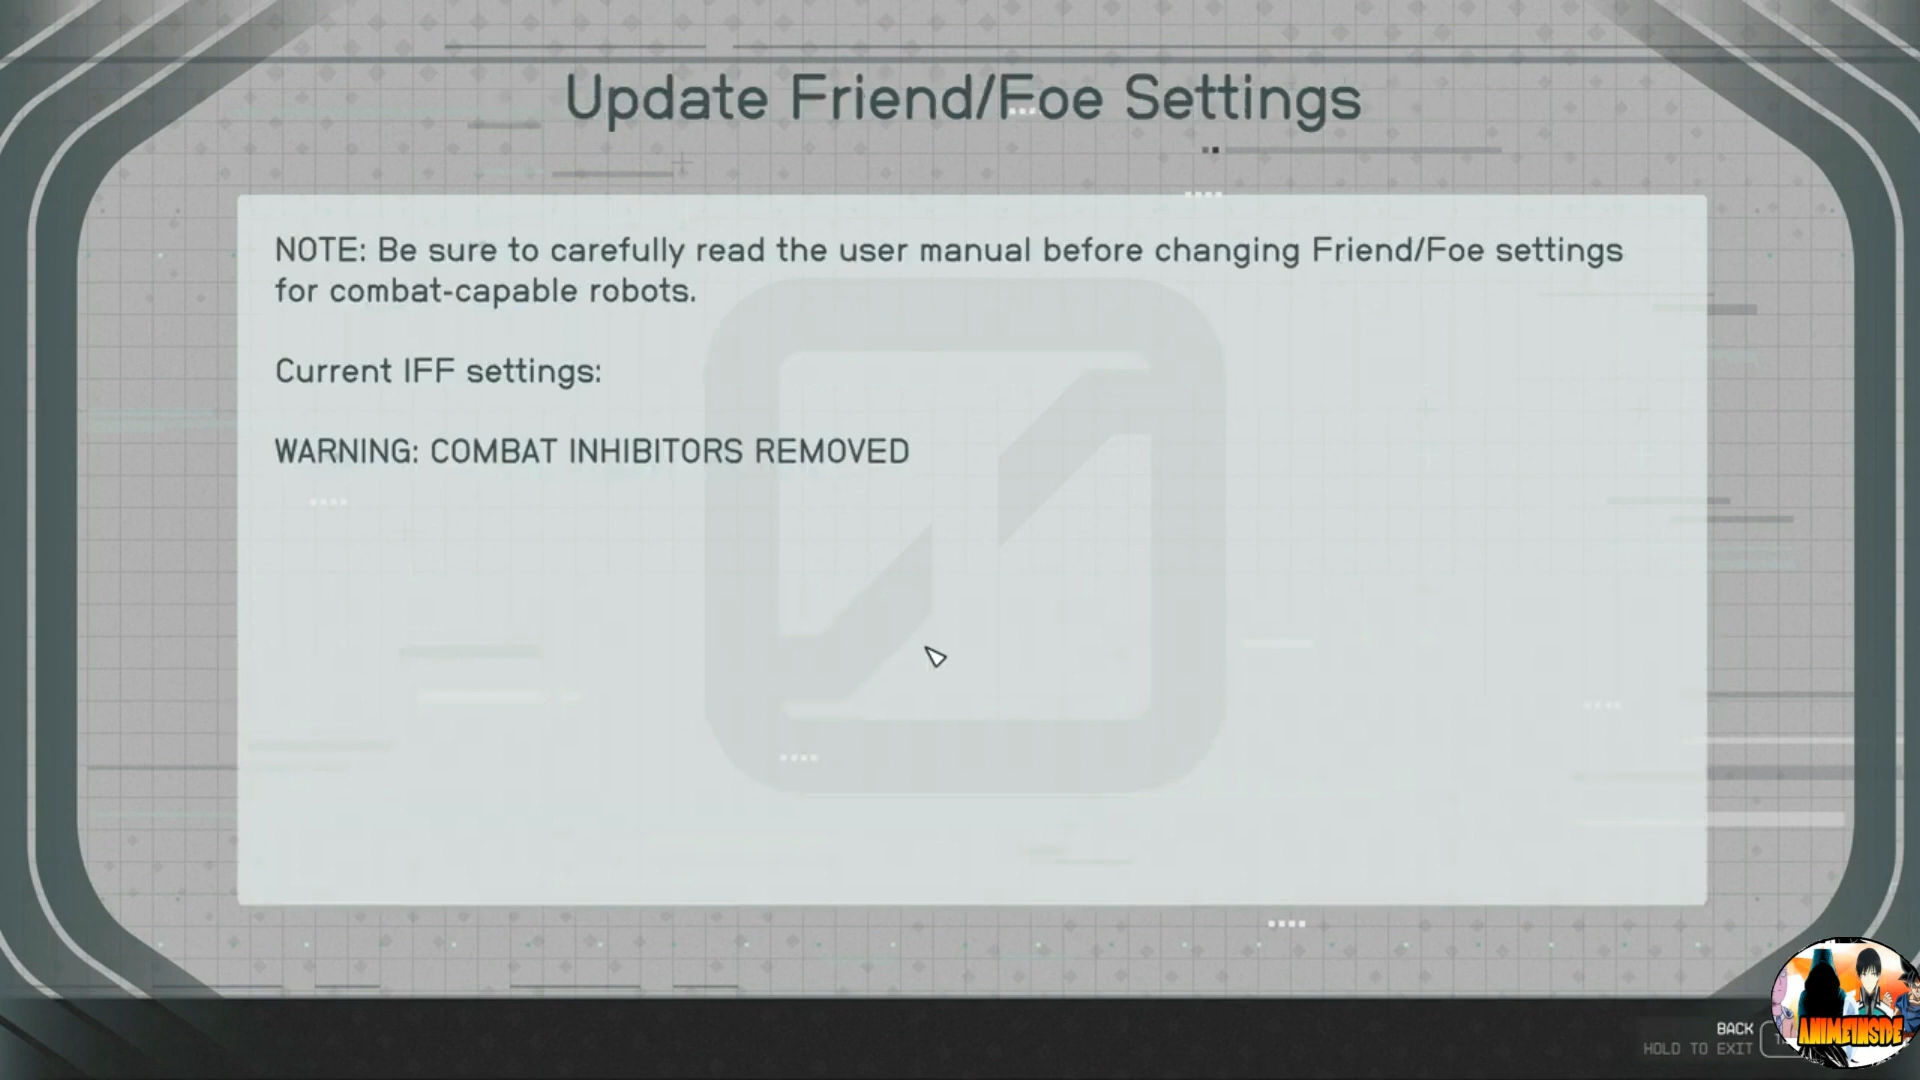 Update Friend/Foe Settings
NOTE: Be sure to carefully read the user manual before changing Friend/Foe settings
for combat-capable robots.
Current IFF settings:
WARNING: COMBAT INHIBITORS REMOVED
BACK
HOLD TO EXIT
ANIMEINSIDE